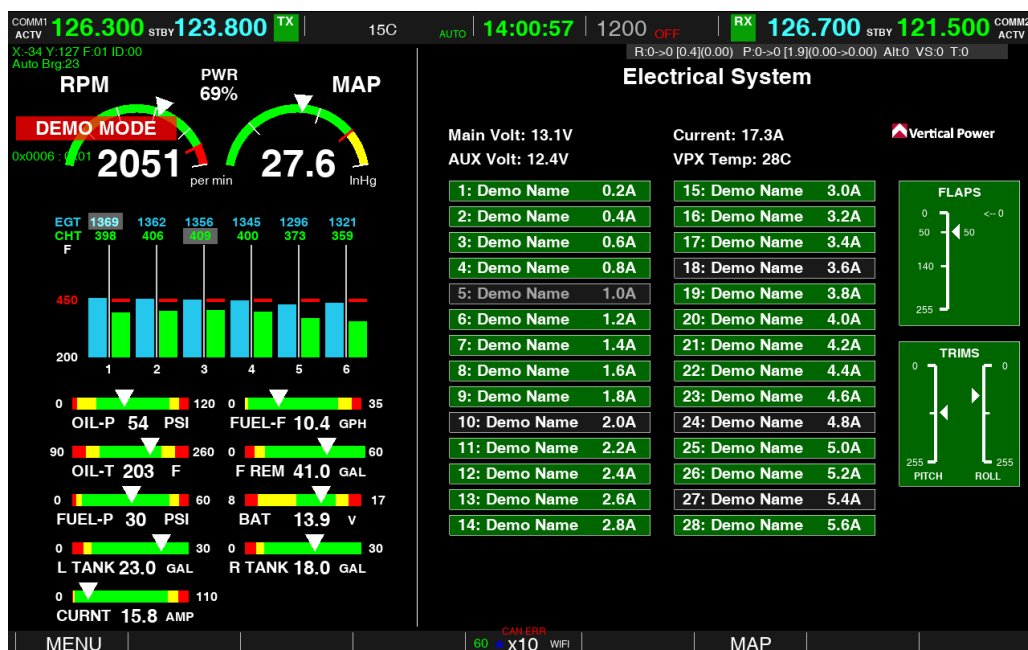 COMM1 ACTV 126.300 STBY 123.800 TX 15C AUTO 14:00:57 1200 OFF RX 126.700 STBY 121.500 COMM2 ACTV
X:-34 Y:127 F:01 ID:00
Auto Brg:23
R:0->0 [0.4](0.00) P:0->0 [1.9](0.00->0.00) Alt:0 VS:0 T:0
RPM PWR MAP
69%
DEMO MODE
0x0006 :
2051 per min 27.6 InHg
EGT 1369 1362 1356 1345 1296 1321
CHT 398 406 409 400 373 359
F
450
200
1 2 3 4 5 6
0 120 0 35
OIL-P 54 PSI FUEL-F 10.4 GPH
90 260 0 60
OIL-T 203 F F REM 41.0 GAL
0 60 8 17
FUEL-P 30 PSI BAT 13.9 V
0 30 0 30
L TANK 23.0 GAL R TANK 18.0 GAL
0 110
CURNT 15.8 AMP
Electrical System
Main Volt: 13.1V Current: 17.3A
AUX Volt: 12.4V VPX Temp: 28C
Vertical Power
1: Demo Name 0.2A
2: Demo Name 0.4A
3: Demo Name 0.6A
4: Demo Name 0.8A
5: Demo Name 1.0A
6: Demo Name 1.2A
7: Demo Name 1.4A
8: Demo Name 1.6A
9: Demo Name 1.8A
10: Demo Name 2.0A
11: Demo Name 2.2A
12: Demo Name 2.4A
13: Demo Name 2.6A
14: Demo Name 2.8A
15: Demo Name 3.0A
16: Demo Name 3.2A
17: Demo Name 3.4A
18: Demo Name 3.6A
19: Demo Name 3.8A
20: Demo Name 4.0A
21: Demo Name 4.2A
22: Demo Name 4.4A
23: Demo Name 4.6A
24: Demo Name 4.8A
25: Demo Name 5.0A
26: Demo Name 5.2A
27: Demo Name 5.4A
28: Demo Name 5.6A
FLAPS
0 <-- 0
50 50
140
255
TRIMS
0 0
255 255
PITCH ROLL
CAN ERR
MENU 60 x10 WIFI MAP